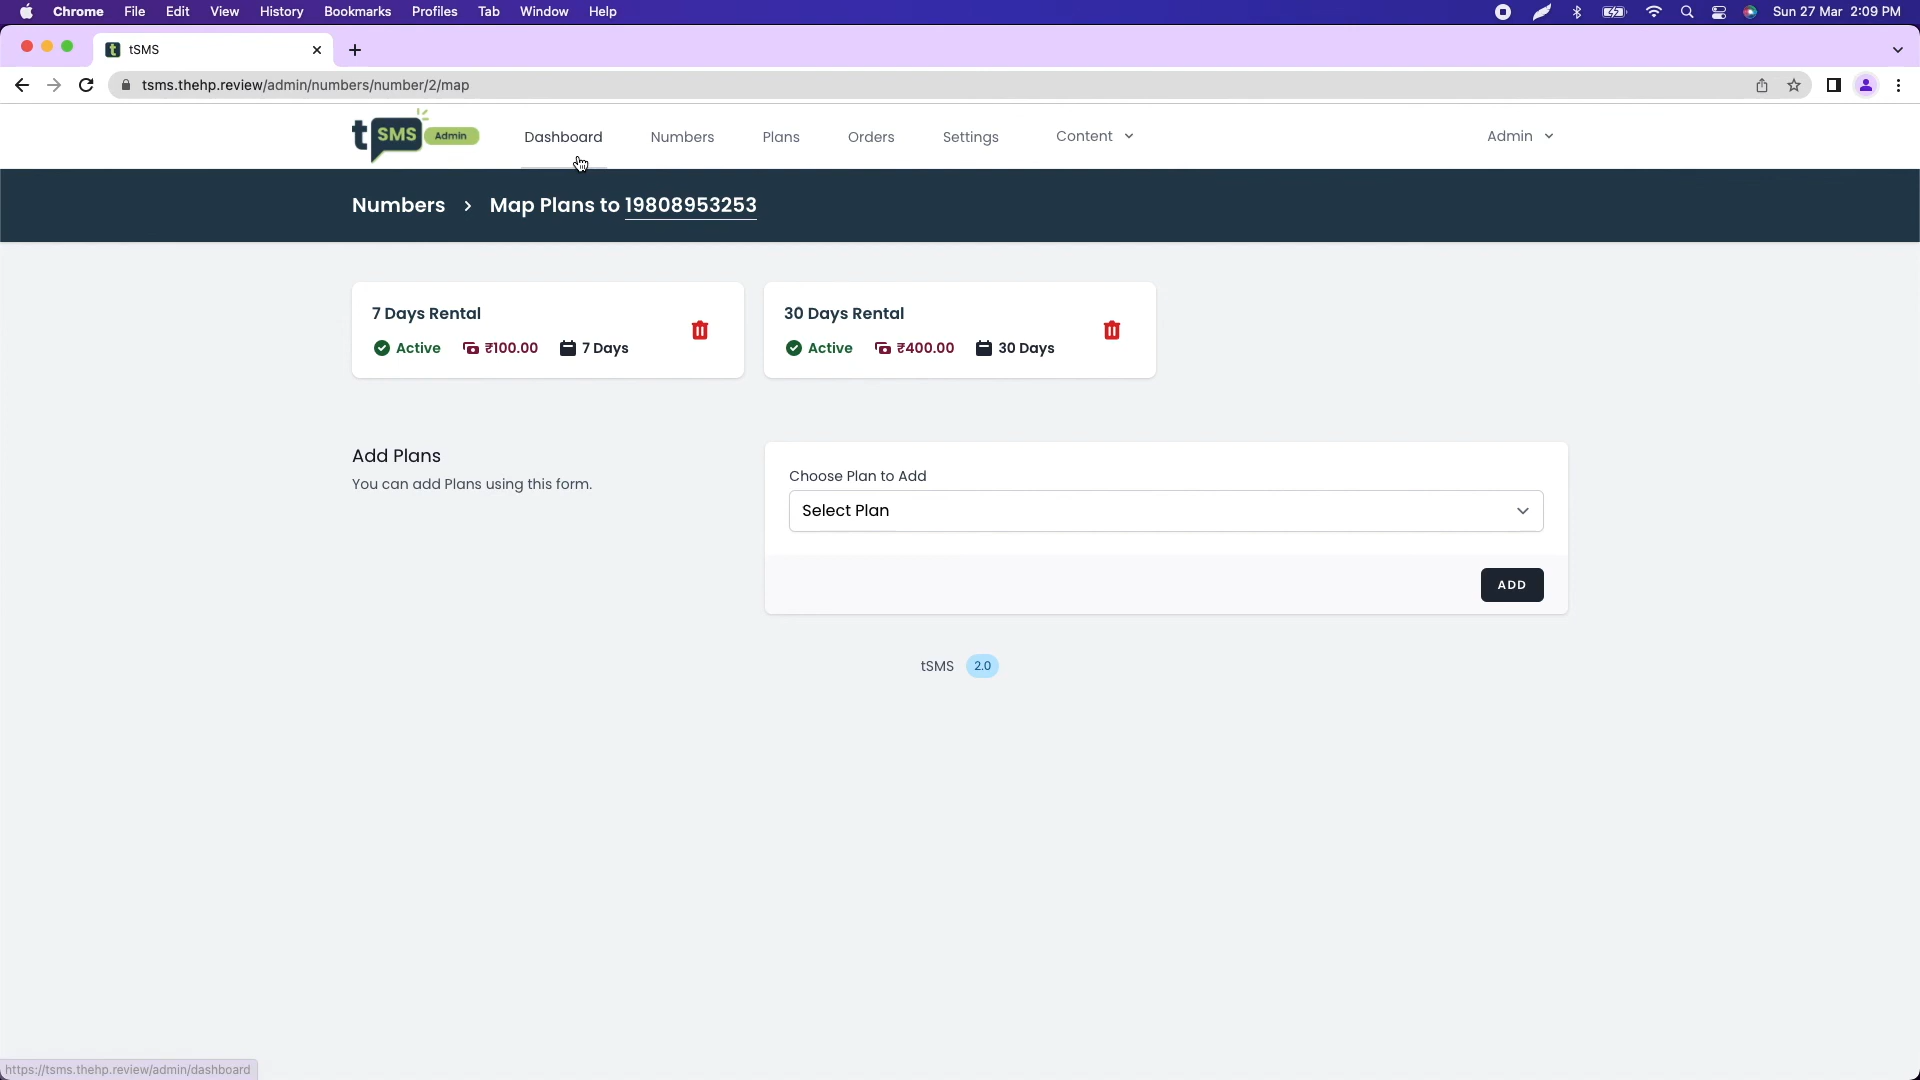 Chrome File Edit View History Bookmarks Profiles Tab Window Help Sun 27 Mar 2:09 PM
t tSMS
tsms.thehp.review/admin/numbers/number/2/map
t SMS Admin Dashboard Numbers Plans Orders Settings Content Admin
Numbers > Map Plans to 19808953253
7 Days Rental
Active ₹100.00 7 Days
30 Days Rental
Active ₹400.00 30 Days
Add Plans
You can add Plans using this form.
Choose Plan to Add
Select Plan
ADD
tSMS 2.0
https://tsms.thehp.review/admin/dashboard